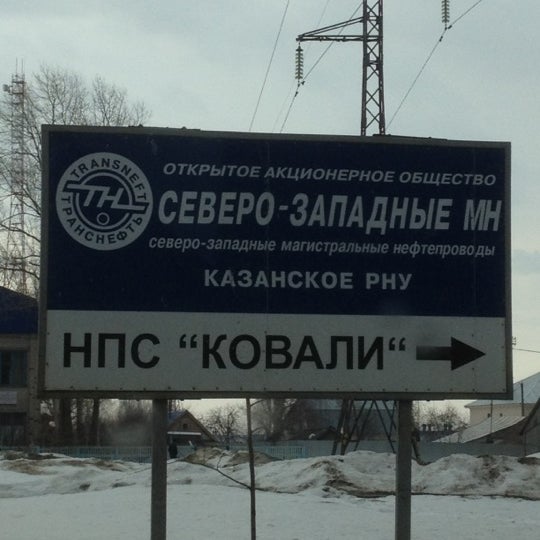 TRANSNEFT
ТРАНСНЕФТЬ
ОТКРЫТОЕ АКЦИОНЕРНОЕ ОБЩЕСТВО
СЕВЕРО-ЗАПАДНЫЕ МН
северо-западные магистральные нефтепроводы
КАЗАНСКОЕ РНУ
НПС "КОВАЛИ"